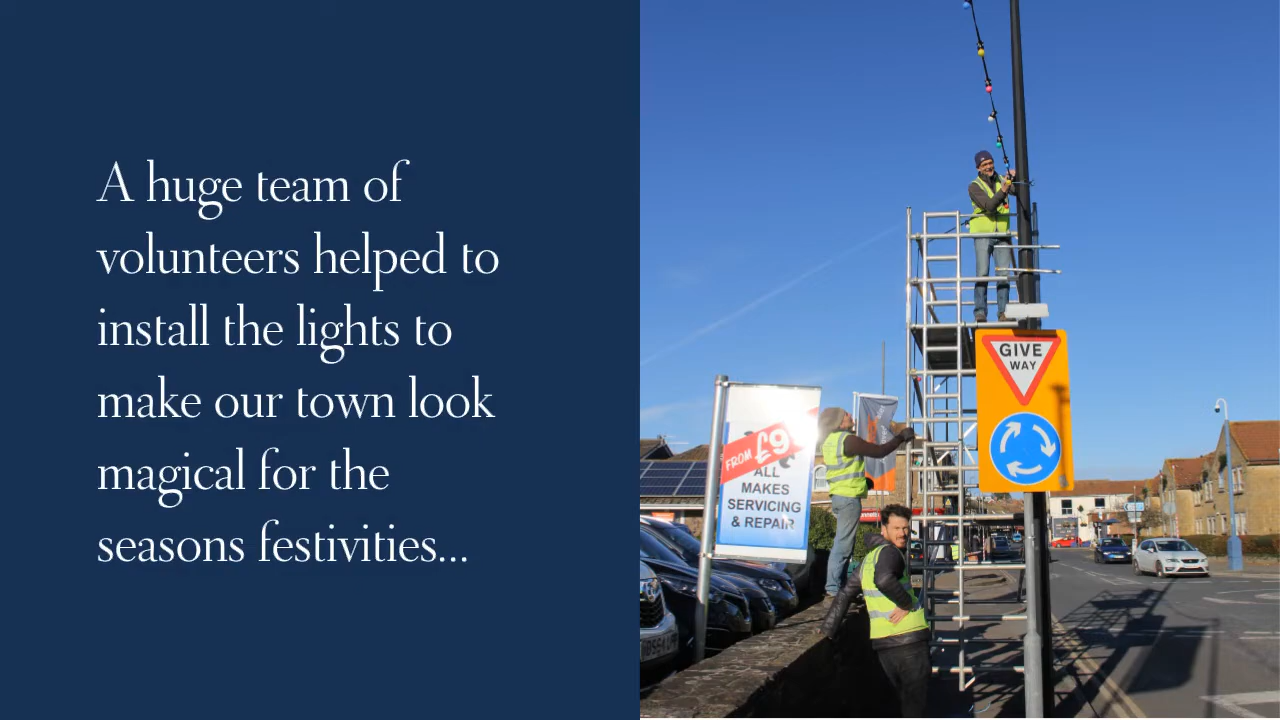 A huge team of
volunteers helped to
install the lights to
make our town look
magical for the
seasons festivities...
GIVE
WAY
FROM £9
ALL
MAKES
SERVICING
& REPAIR